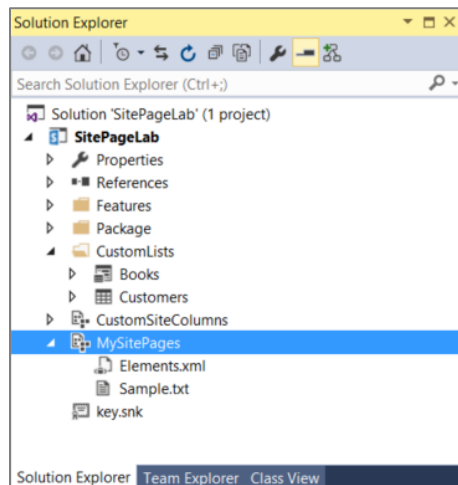 Solution Explorer
Search Solution Explorer (Ctrl+;)
Solution 'SitePageLab' (1 project)
SitePageLab
Properties
References
Features
Package
CustomLists
Books
Customers
CustomSiteColumns
MySitePages
Elements.xml
Sample.txt
key.snk
Solution Explorer Team Explorer Class View